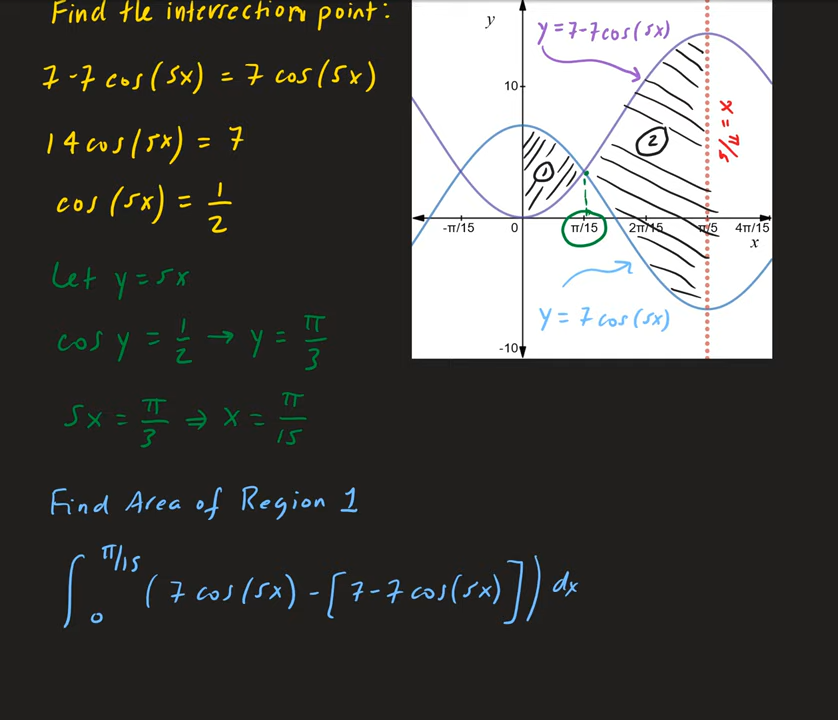 Find the intersection point:
7-7 cos(5x) = 7 cos(5x)
14 cos(5x) = 7
cos(5x) = 1/2
Let y = 5x
cos y = 1/2 → y = π/3
5x = π/3 ⇒ x = π/15
y
y = 7-7cos(5x)
10
x = π/5
①
②
-π/15
0
π/15
2π/15
π/5
4π/15
x
y = 7 cos(5x)
-10
Find Area of Region 1
∫₀^π/15 (7 cos(5x) - [7-7cos(5x)]) dx